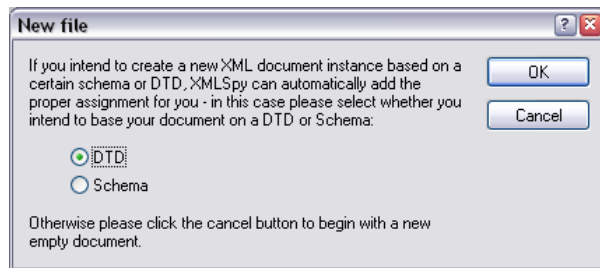 New file
If you intend to create a new XML document instance based on a
certain schema or DTD, XMLSpy can automatically add the
proper assignment for you - in this case please select whether you
intend to base your document on a DTD or Schema:
OK
Cancel
DTD
Schema
Otherwise please click the cancel button to begin with a new
empty document.